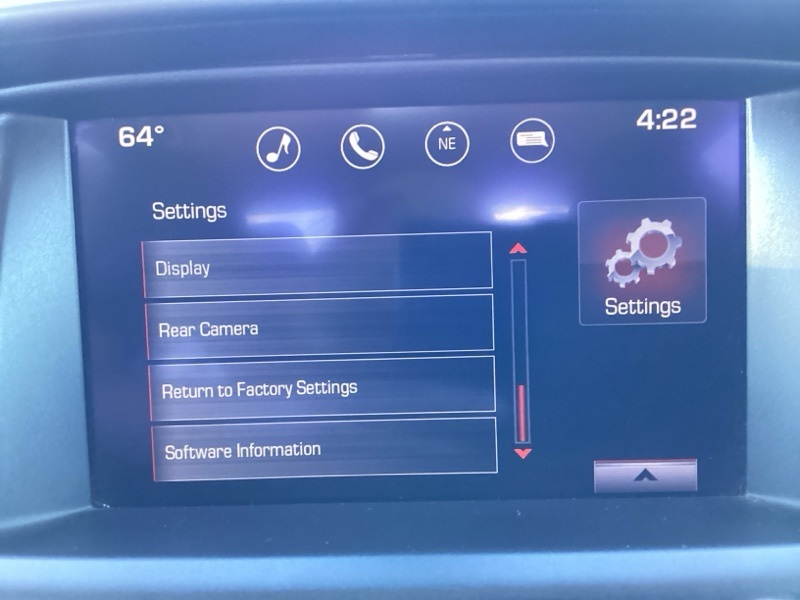 64°
NE
4:22
Settings
Display
Rear Camera
Return to Factory Settings
Software Information
Settings